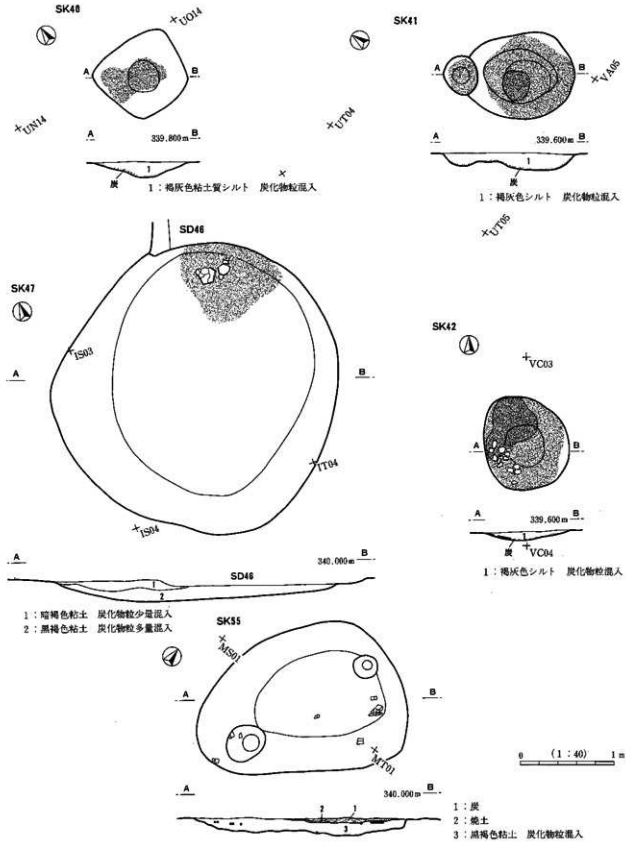 SK40
UO14
A
B
UN14
A
339.800m B
1
炭
1：褐灰色粘土質シルト　炭化物粒混入
SK41
A
B
VA05
UT04
A
339.600m B
1
炭
1：褐灰色シルト　炭化物粒混入
UT05
SD46
SK47
IS03
A
B
IT04
IS04
A
340.000m B
SD46
1
2
1：暗褐色粘土　炭化物粒少量混入
2：黒褐色粘土　炭化物粒多量混入
SK42
VC03
A
B
A
339.600m B
1
炭
VC04
1：褐灰色シルト　炭化物粒混入
SK55
MS01
A
B
MT01
A
340.000m B
2
1
3
1：炭
2：焼土
3：黒褐色粘土　炭化物粒混入
0
(1：40)
1m